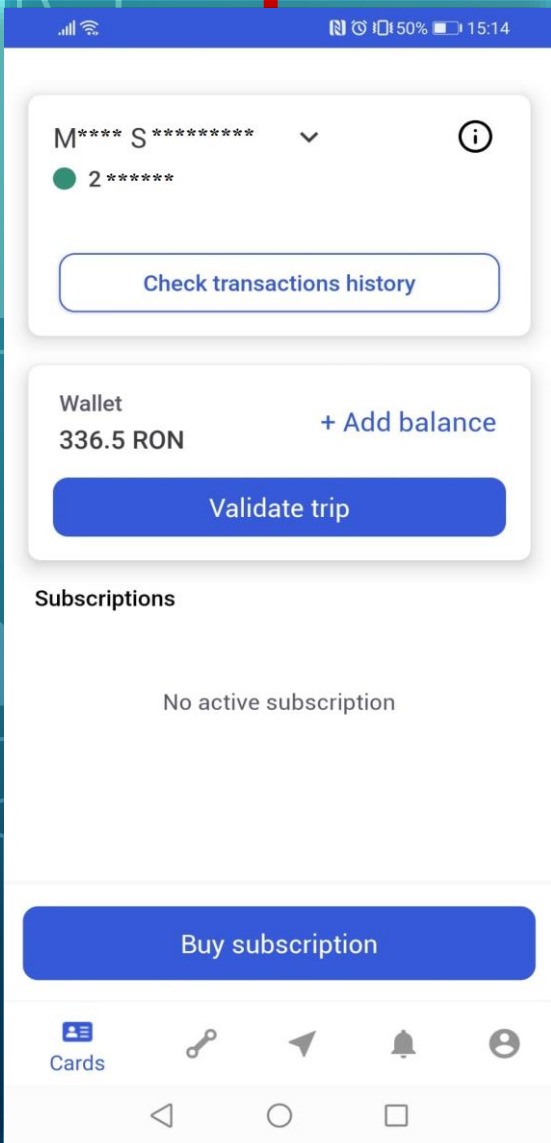 50% 15:14
M**** S *********
2 ******
Check transactions history
Wallet
336.5 RON
+ Add balance
Validate trip
Subscriptions
No active subscription
Buy subscription
Cards